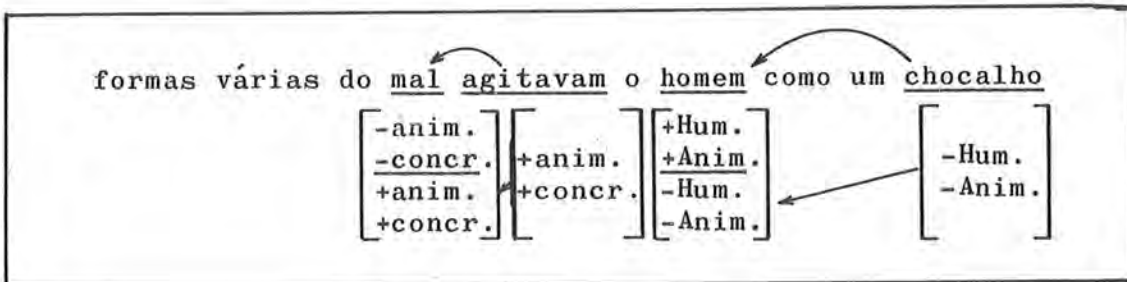 formas várias do mal agitavam o homem como um chocalho
-anim. +Hum.
-concr. +anim. +Anim. -Hum.
+anim. +concr. -Hum. -Anim.
+concr. -Anim.